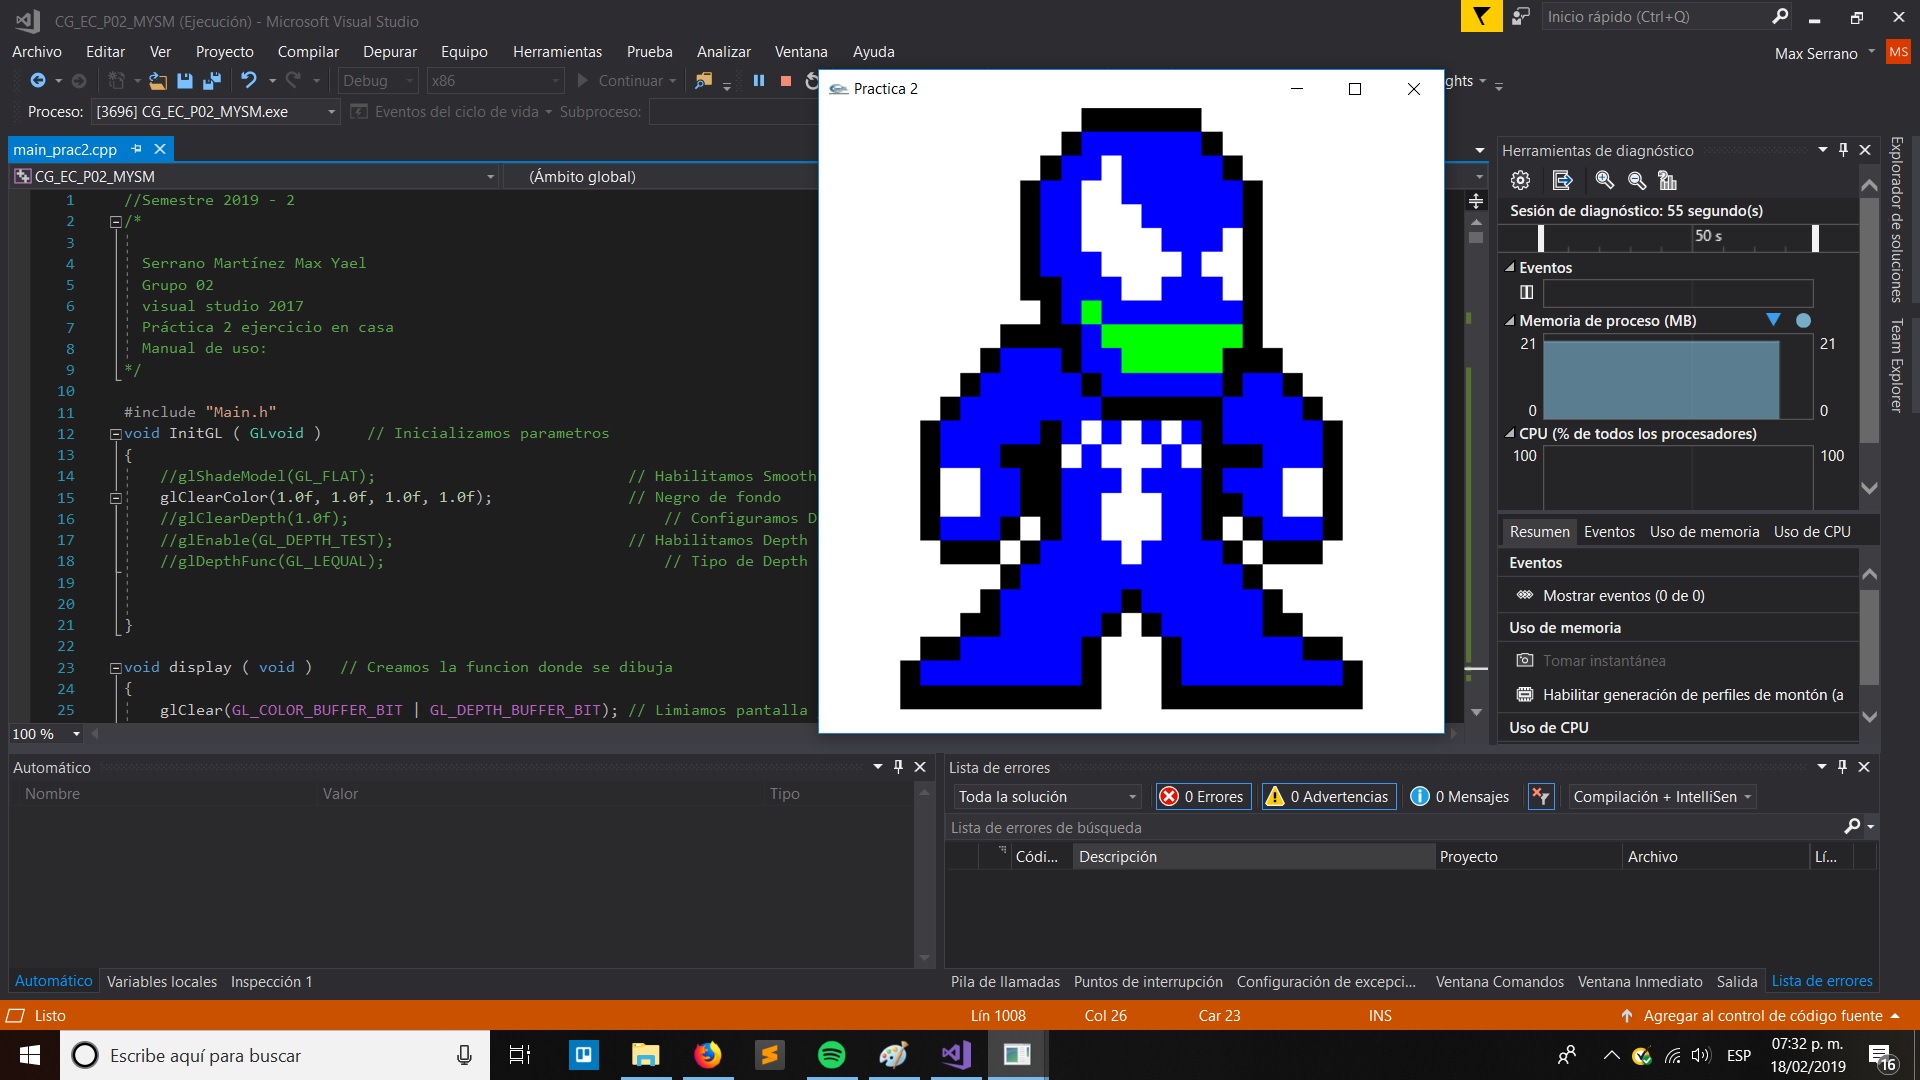 CG_EC_P02_MYSM (Ejecución) - Microsoft Visual Studio
Inicio rápido (Ctrl+Q)
Archivo Editar Ver Proyecto Compilar Depurar Equipo Herramientas Prueba Analizar Ventana Ayuda
Max Serrano MS
Debug x86 Continuar
ghts
Proceso: [3696] CG_EC_P02_MYSM.exe Eventos del ciclo de vida Subproceso:
Practica 2
main_prac2.cpp
CG_EC_P02_MYSM (Ámbito global)
1 //Semestre 2019 - 2
2 /*
3
4 Serrano Martínez Max Yael
5 Grupo 02
6 visual studio 2017
7 Práctica 2 ejercicio en casa
8 Manual de uso:
9 */
10
11 #include "Main.h"
12 void InitGL ( GLvoid ) // Inicializamos parametros
13 {
14 //glShadeModel(GL_FLAT); // Habilitamos Smooth
15 glClearColor(1.0f, 1.0f, 1.0f, 1.0f); // Negro de fondo
16 //glClearDepth(1.0f); // Configuramos D
17 //glEnable(GL_DEPTH_TEST); // Habilitamos Depth
18 //glDepthFunc(GL_LEQUAL); // Tipo de Depth
19
20
21 }
22
23 void display ( void ) // Creamos la funcion donde se dibuja
24 {
25 glClear(GL_COLOR_BUFFER_BIT | GL_DEPTH_BUFFER_BIT); // Limiamos pantalla
100 %
Herramientas de diagnóstico
Sesión de diagnóstico: 55 segundo(s)
50 s
Eventos
Memoria de proceso (MB)
21 21
0 0
CPU (% de todos los procesadores)
100 100
Resumen Eventos Uso de memoria Uso de CPU
Eventos
Mostrar eventos (0 de 0)
Uso de memoria
Tomar instantánea
Habilitar generación de perfiles de montón (a
Uso de CPU
Explorador de soluciones
Team Explorer
Automático
Nombre Valor Tipo
Automático Variables locales Inspección 1
Lista de errores
Toda la solución 0 Errores 0 Advertencias 0 Mensajes Compilación + IntelliSen
Lista de errores de búsqueda
Códi... Descripción Proyecto Archivo Lí...
Pila de llamadas Puntos de interrupción Configuración de excepci... Ventana Comandos Ventana Inmediato Salida Lista de errores
Listo Lín 1008 Col 26 Car 23 INS Agregar al control de código fuente
Escribe aquí para buscar
ESP
07:32 p. m.
18/02/2019
16